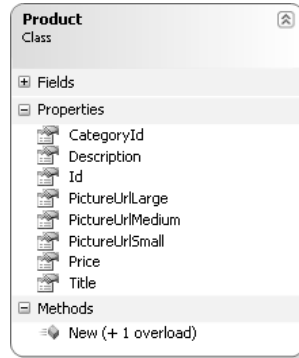 Product
Class
Fields
Properties
CategoryId
Description
Id
PictureUrlLarge
PictureUrlMedium
PictureUrlSmall
Price
Title
Methods
New (+ 1 overload)